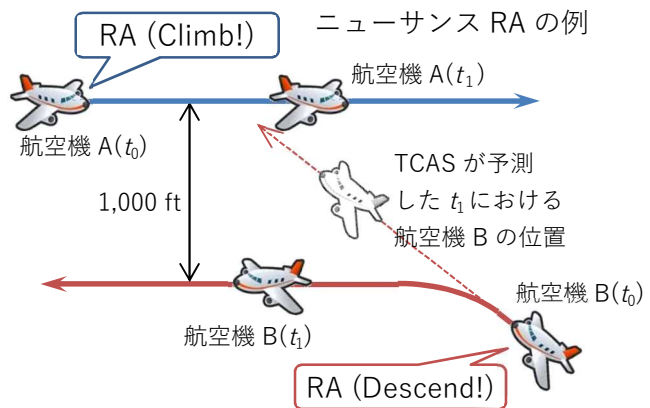 ニューサンス RA の例
RA (Climb!)
航空機 A(t₁)
航空機 A(t₀)
TCAS が予測
した t₁における
航空機 B の位置
1,000 ft
航空機 B(t₀)
航空機 B(t₁)
RA (Descend!)